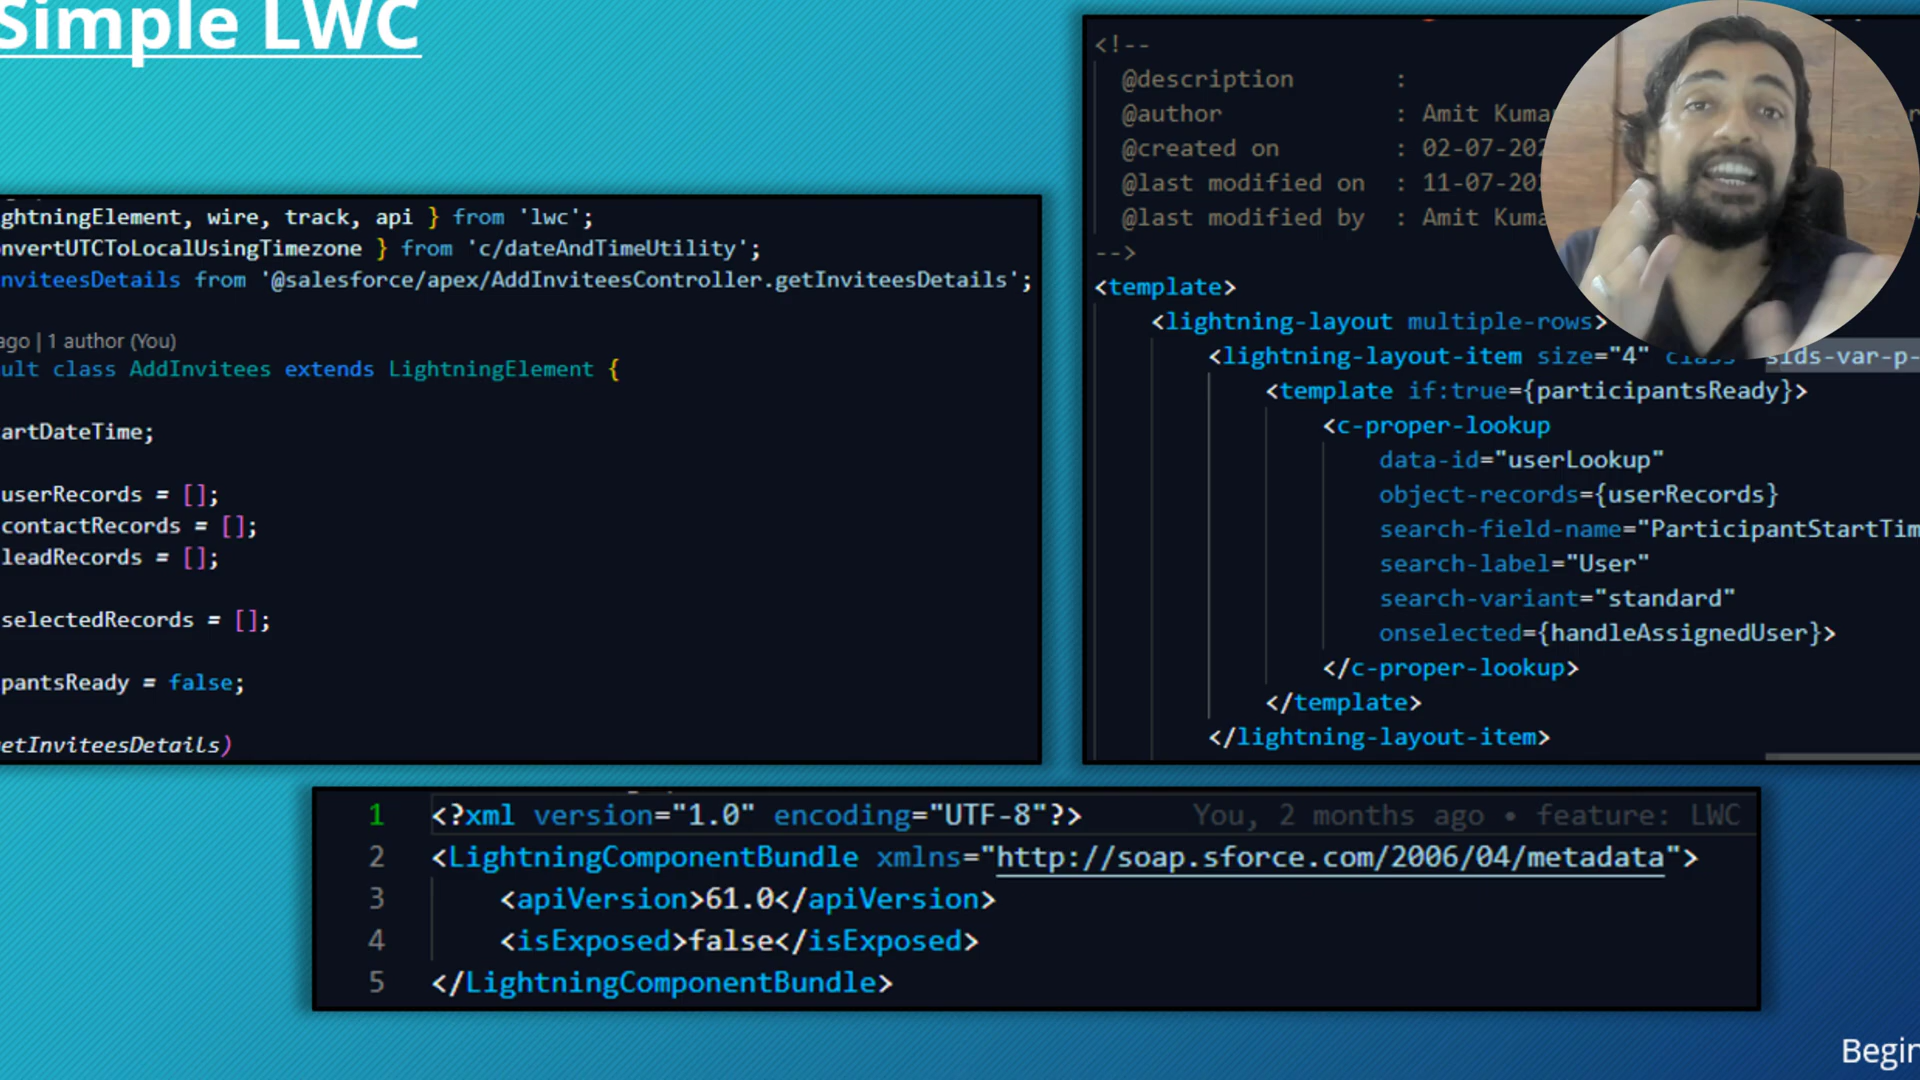 Simple LWC
ghtningElement, wire, track, api } from 'lwc';
onvertUTCToLocalUsingTimezone } from 'c/dateAndTimeUtility';
nviteesDetails from '@salesforce/apex/AddInviteesController.getInviteesDetails';
ago | 1 author (You)
ult class AddInvitees extends LightningElement {
artDateTime;
userRecords = [];
contactRecords = [];
leadRecords = [];
selectedRecords = [];
pantsReady = false;
etInviteesDetails)
<!--
@description :
@author : Amit Kuma
@created on : 02-07-202
@last modified on : 11-07-202
@last modified by : Amit Kuma
-->
<template>
<lightning-layout multiple-rows>
<lightning-layout-item size="4" slds-var-p-
<template if:true={participantsReady}>
<c-proper-lookup
data-id="userLookup"
object-records={userRecords}
search-field-name="ParticipantStartTim
search-label="User"
search-variant="standard"
onselected={handleAssignedUser}>
</c-proper-lookup>
</template>
</lightning-layout-item>
1 <?xml version="1.0" encoding="UTF-8"?> You, 2 months ago • feature: LWC
2 <LightningComponentBundle xmlns="http://soap.sforce.com/2006/04/metadata">
3 <apiVersion>61.0</apiVersion>
4 <isExposed>false</isExposed>
5 </LightningComponentBundle>
Begin